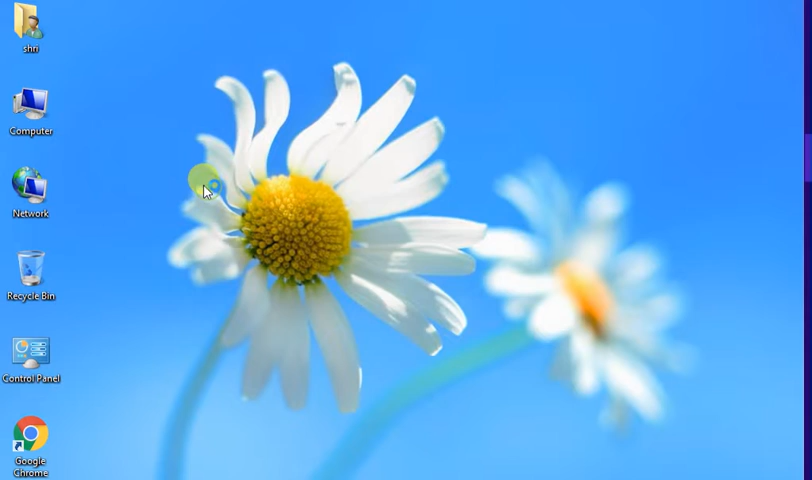 shri
Computer
Network
Recycle Bin
Control Panel
Google
Chrome